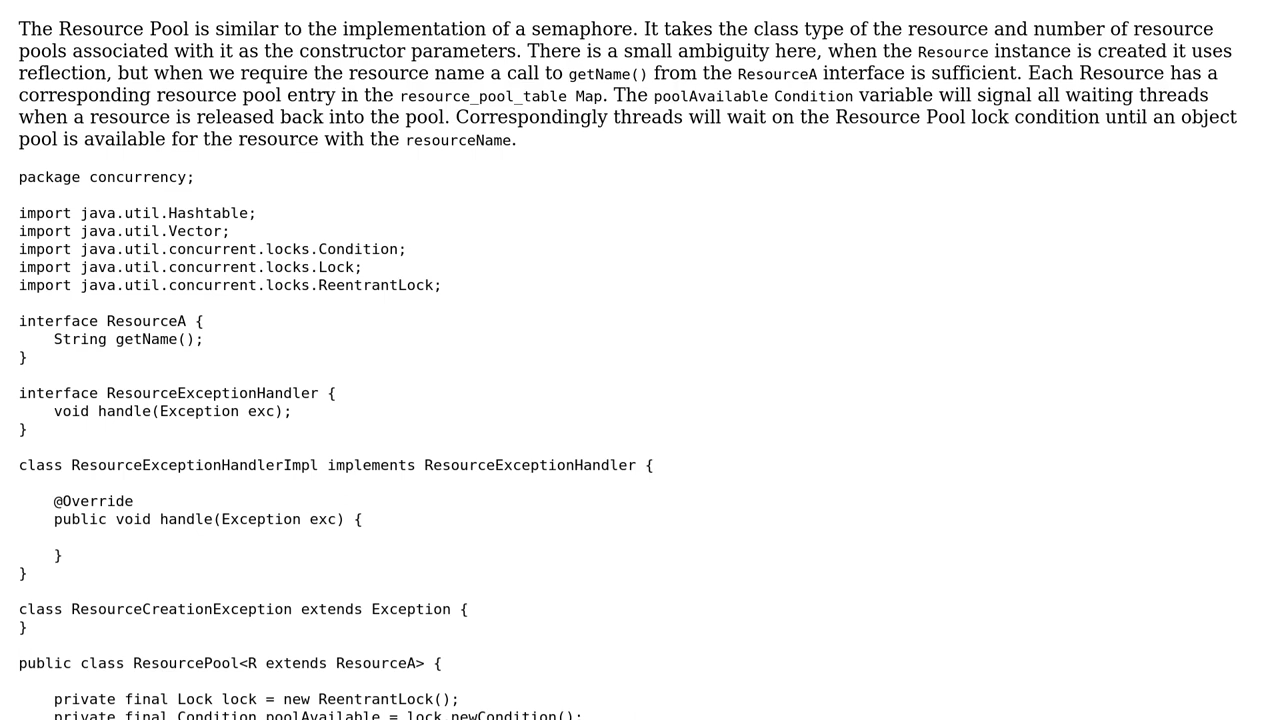 The Resource Pool is similar to the implementation of a semaphore. It takes the class type of the resource and number of resource
pools associated with it as the constructor parameters. There is a small ambiguity here, when the Resource instance is created it uses
reflection, but when we require the resource name a call to getName() from the ResourceA interface is sufficient. Each Resource has a
corresponding resource pool entry in the resource_pool_table Map. The poolAvailable Condition variable will signal all waiting threads
when a resource is released back into the pool. Correspondingly threads will wait on the Resource Pool lock condition until an object
pool is available for the resource with the resourceName.
package concurrency;
import java.util.Hashtable;
import java.util.Vector;
import java.util.concurrent.locks.Condition;
import java.util.concurrent.locks.Lock;
import java.util.concurrent.locks.ReentrantLock;
interface ResourceA {
    String getName();
}
interface ResourceExceptionHandler {
    void handle(Exception exc);
}
class ResourceExceptionHandlerImpl implements ResourceExceptionHandler {
    @Override
    public void handle(Exception exc) {
    }
}
class ResourceCreationException extends Exception {
}
public class ResourcePool<R extends ResourceA> {
    private final Lock lock = new ReentrantLock();
    private final Condition poolAvailable = lock.newCondition();